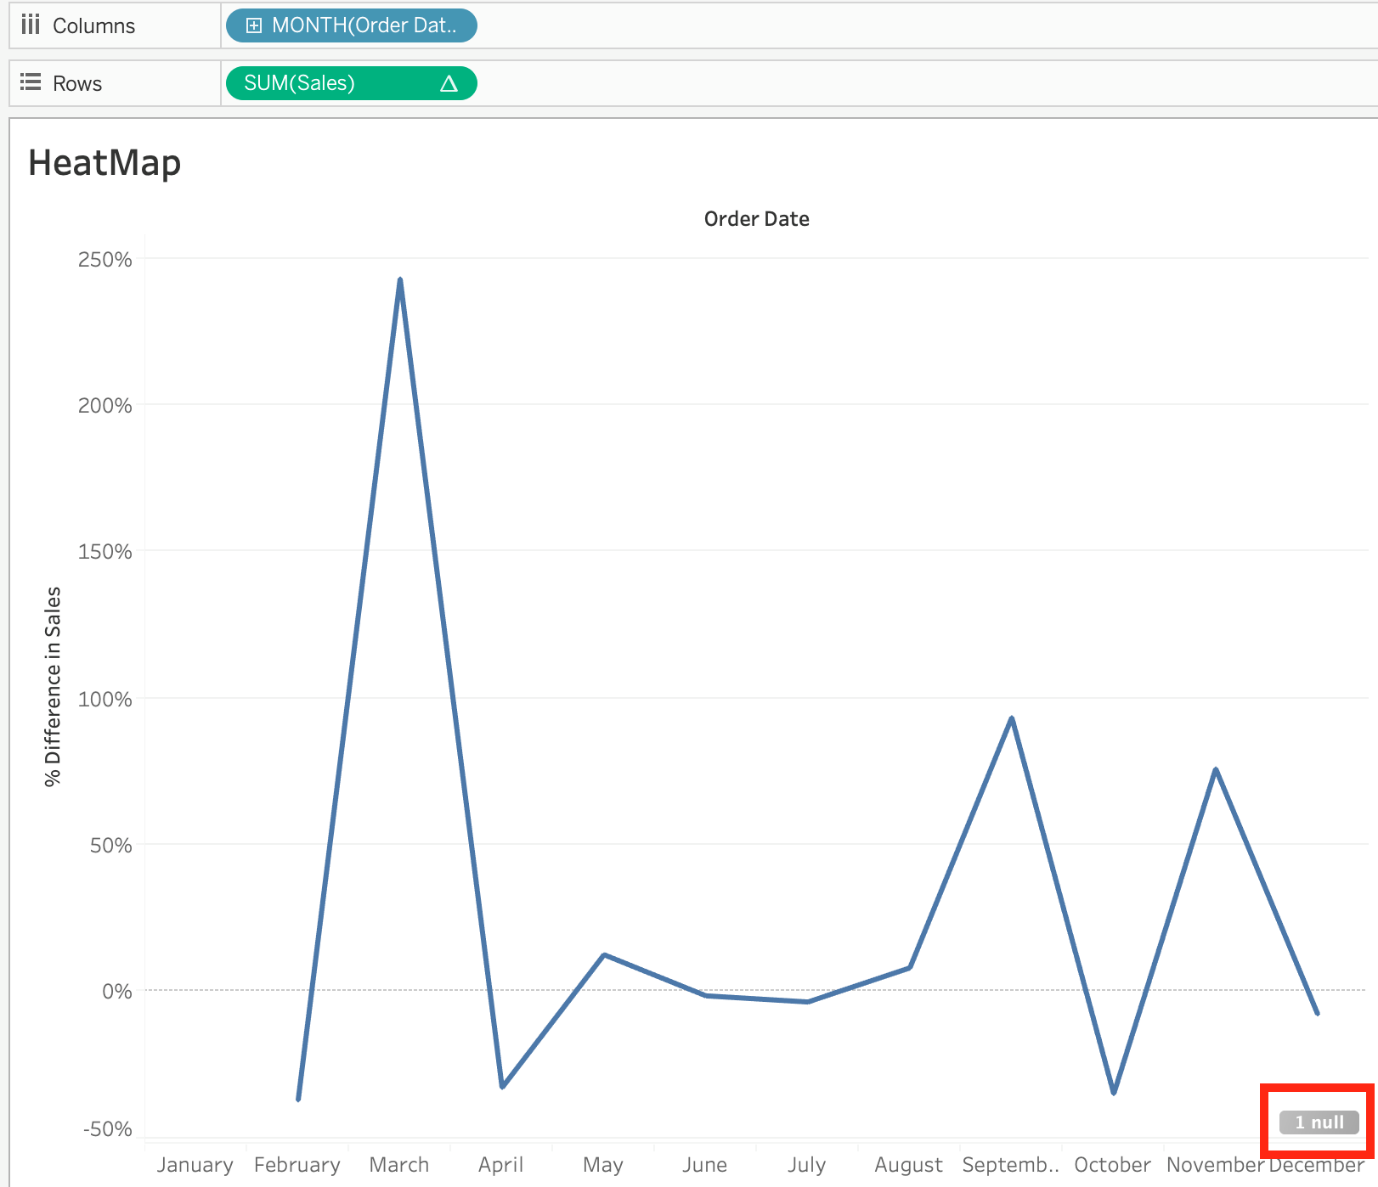 Columns
MONTH(Order Dat..
Rows
SUM(Sales)
HeatMap
Order Date
250%
200%
150%
100%
50%
0%
-50%
% Difference in Sales
1 null
January February March April May June July August Septemb.. October November December